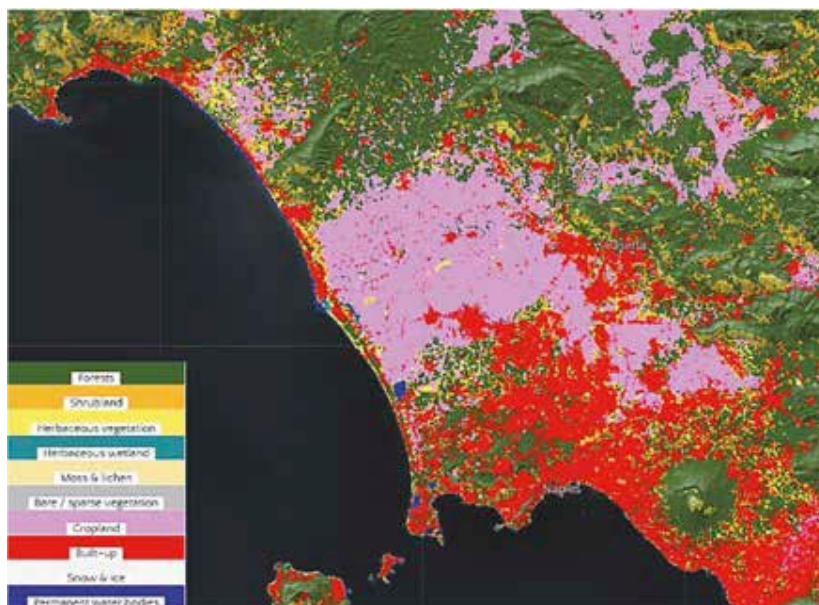 Forests
Shrubland
Herbaceous vegetation
Herbaceous wetland
Moss & lichen
Bare / sparse vegetation
Cropland
Built-up
Snow & ice
Permanent water bodies